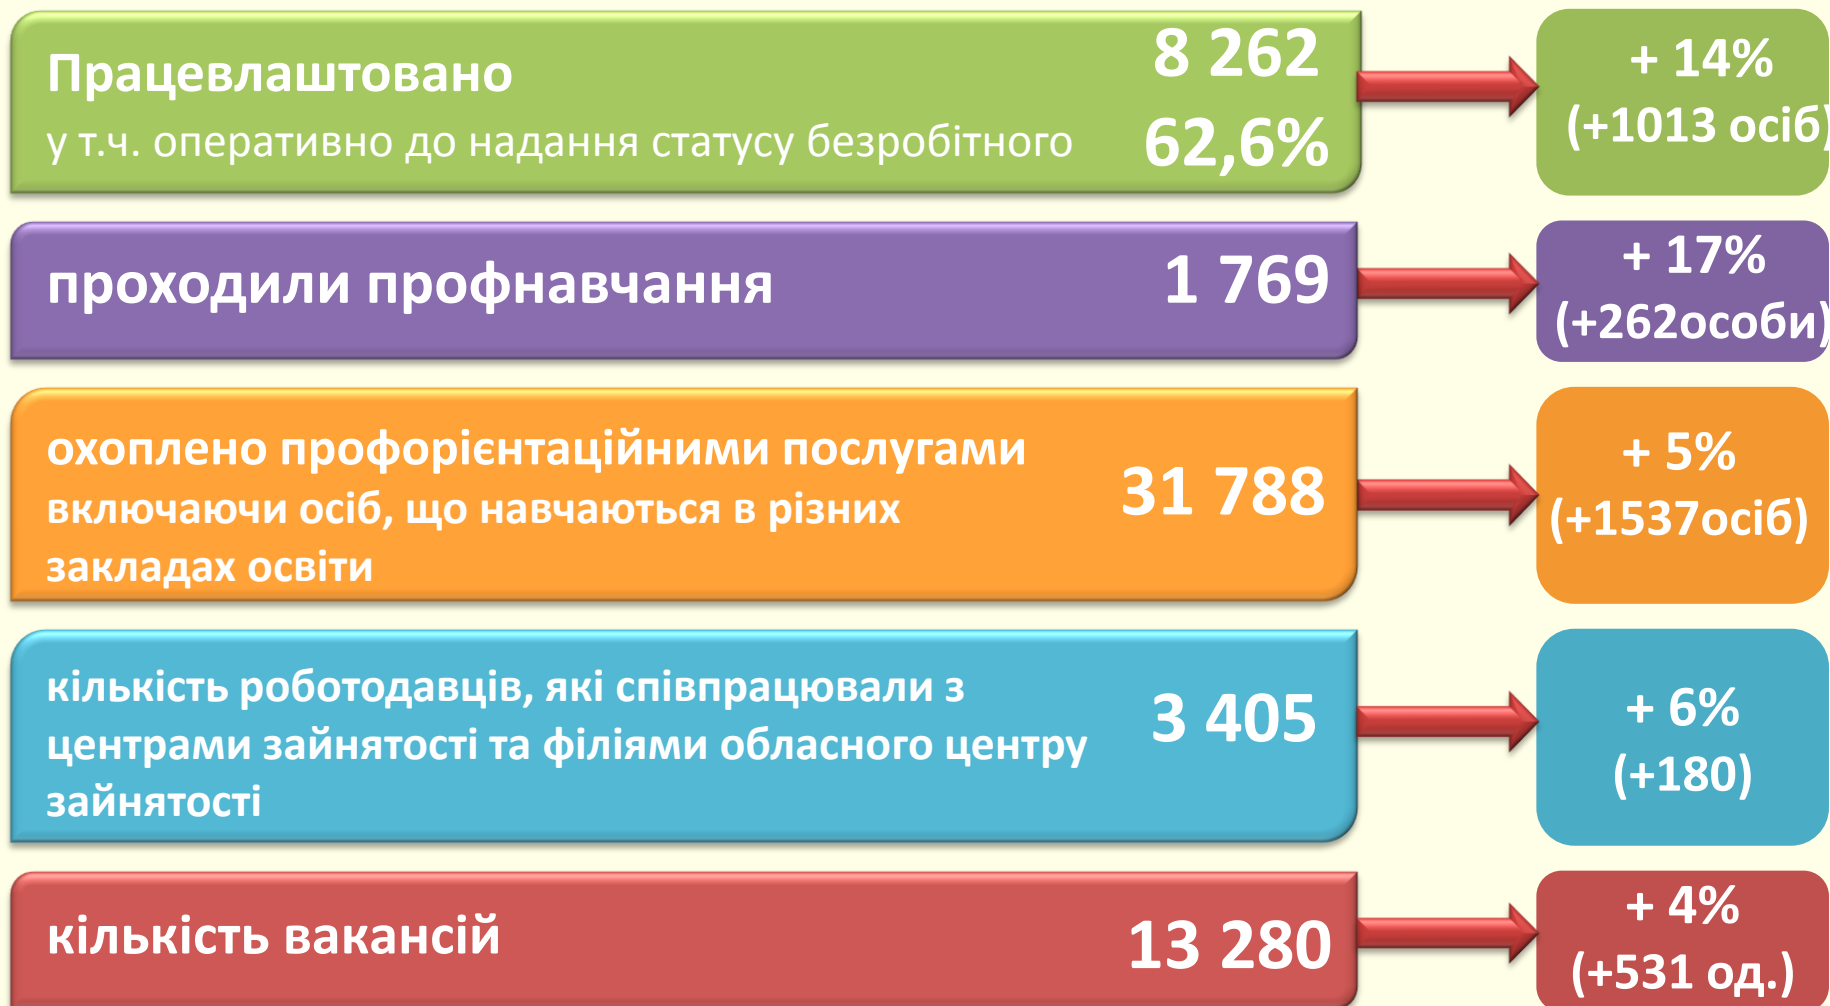 Працевлаштовано
у т.ч. оперативно до надання статусу безробітного
8 262
62,6%
+ 14%
(+1013 осіб)
проходили профнавчання
1 769
+ 17%
(+262особи)
охоплено профорієнтаційними послугами
включаючи осіб, що навчаються в різних
закладах освіти
31 788
+ 5%
(+1537осіб)
кількість роботодавців, які співпрацювали з
центрами зайнятості та філіями обласного центру
зайнятості
3 405
+ 6%
(+180)
кількість вакансій
13 280
+ 4%
(+531 од.)